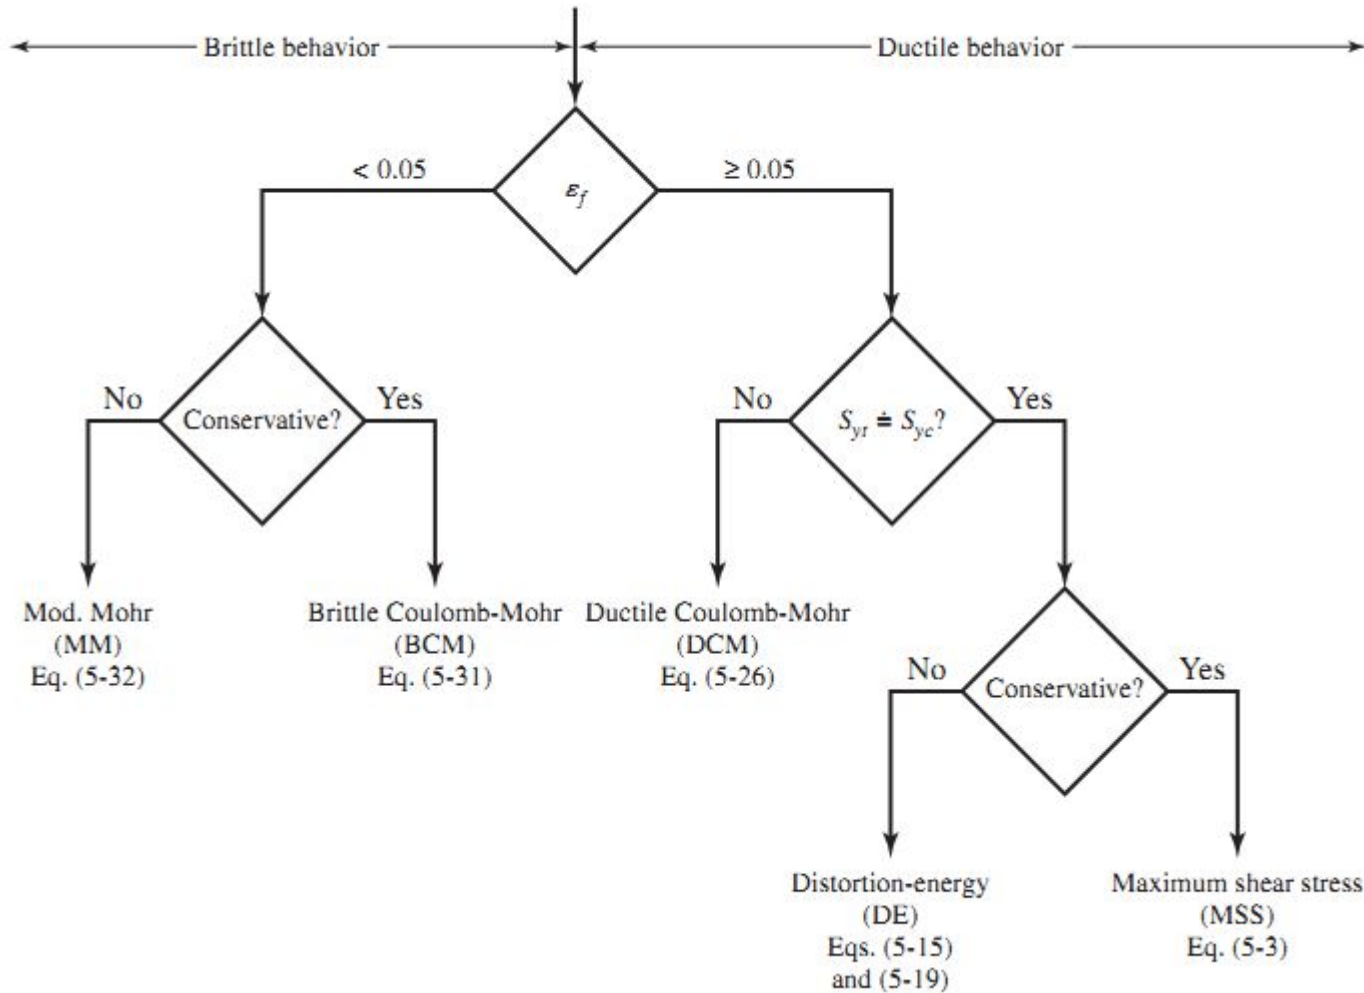 Brittle behavior
Ductile behavior
< 0.05
≥ 0.05
ε_f
No
Conservative?
Yes
No
S_yt ≐ S_yc?
Yes
Mod. Mohr
(MM)
Eq. (5-32)
Brittle Coulomb-Mohr
(BCM)
Eq. (5-31)
Ductile Coulomb-Mohr
(DCM)
Eq. (5-26)
No
Conservative?
Yes
Distortion-energy
(DE)
Eqs. (5-15)
and (5-19)
Maximum shear stress
(MSS)
Eq. (5-3)